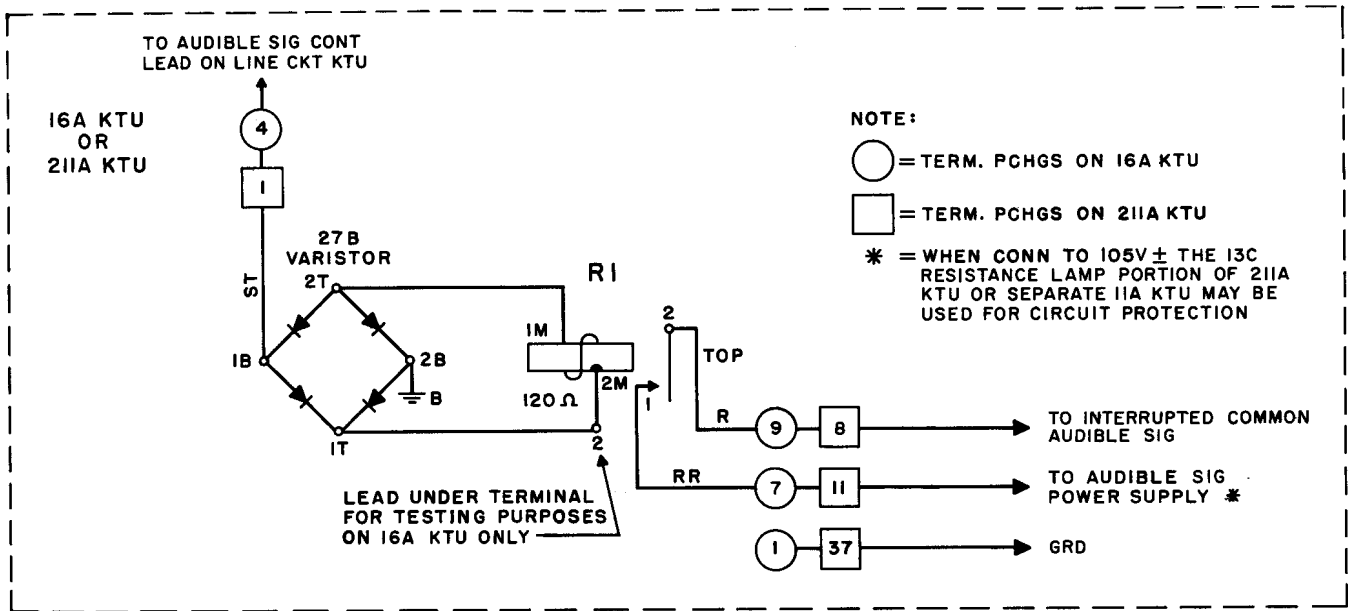 TO AUDIBLE SIG CONT
LEAD ON LINE CKT KTU
16A KTU
OR
211A KTU
4
1
ST
27B
VARISTOR
2T
1B
2B
B
1T
R1
1M
2M
120 Ω
2
LEAD UNDER TERMINAL
FOR TESTING PURPOSES
ON 16A KTU ONLY
2
TOP
1
R
9
8
TO INTERRUPTED COMMON
AUDIBLE SIG
RR
7
11
TO AUDIBLE SIG
POWER SUPPLY *
1
37
GRD
NOTE:
= TERM. PCHGS ON 16A KTU
= TERM. PCHGS ON 211A KTU
* = WHEN CONN TO 105V ± THE 13C
RESISTANCE LAMP PORTION OF 211A
KTU OR SEPARATE 11A KTU MAY BE
USED FOR CIRCUIT PROTECTION